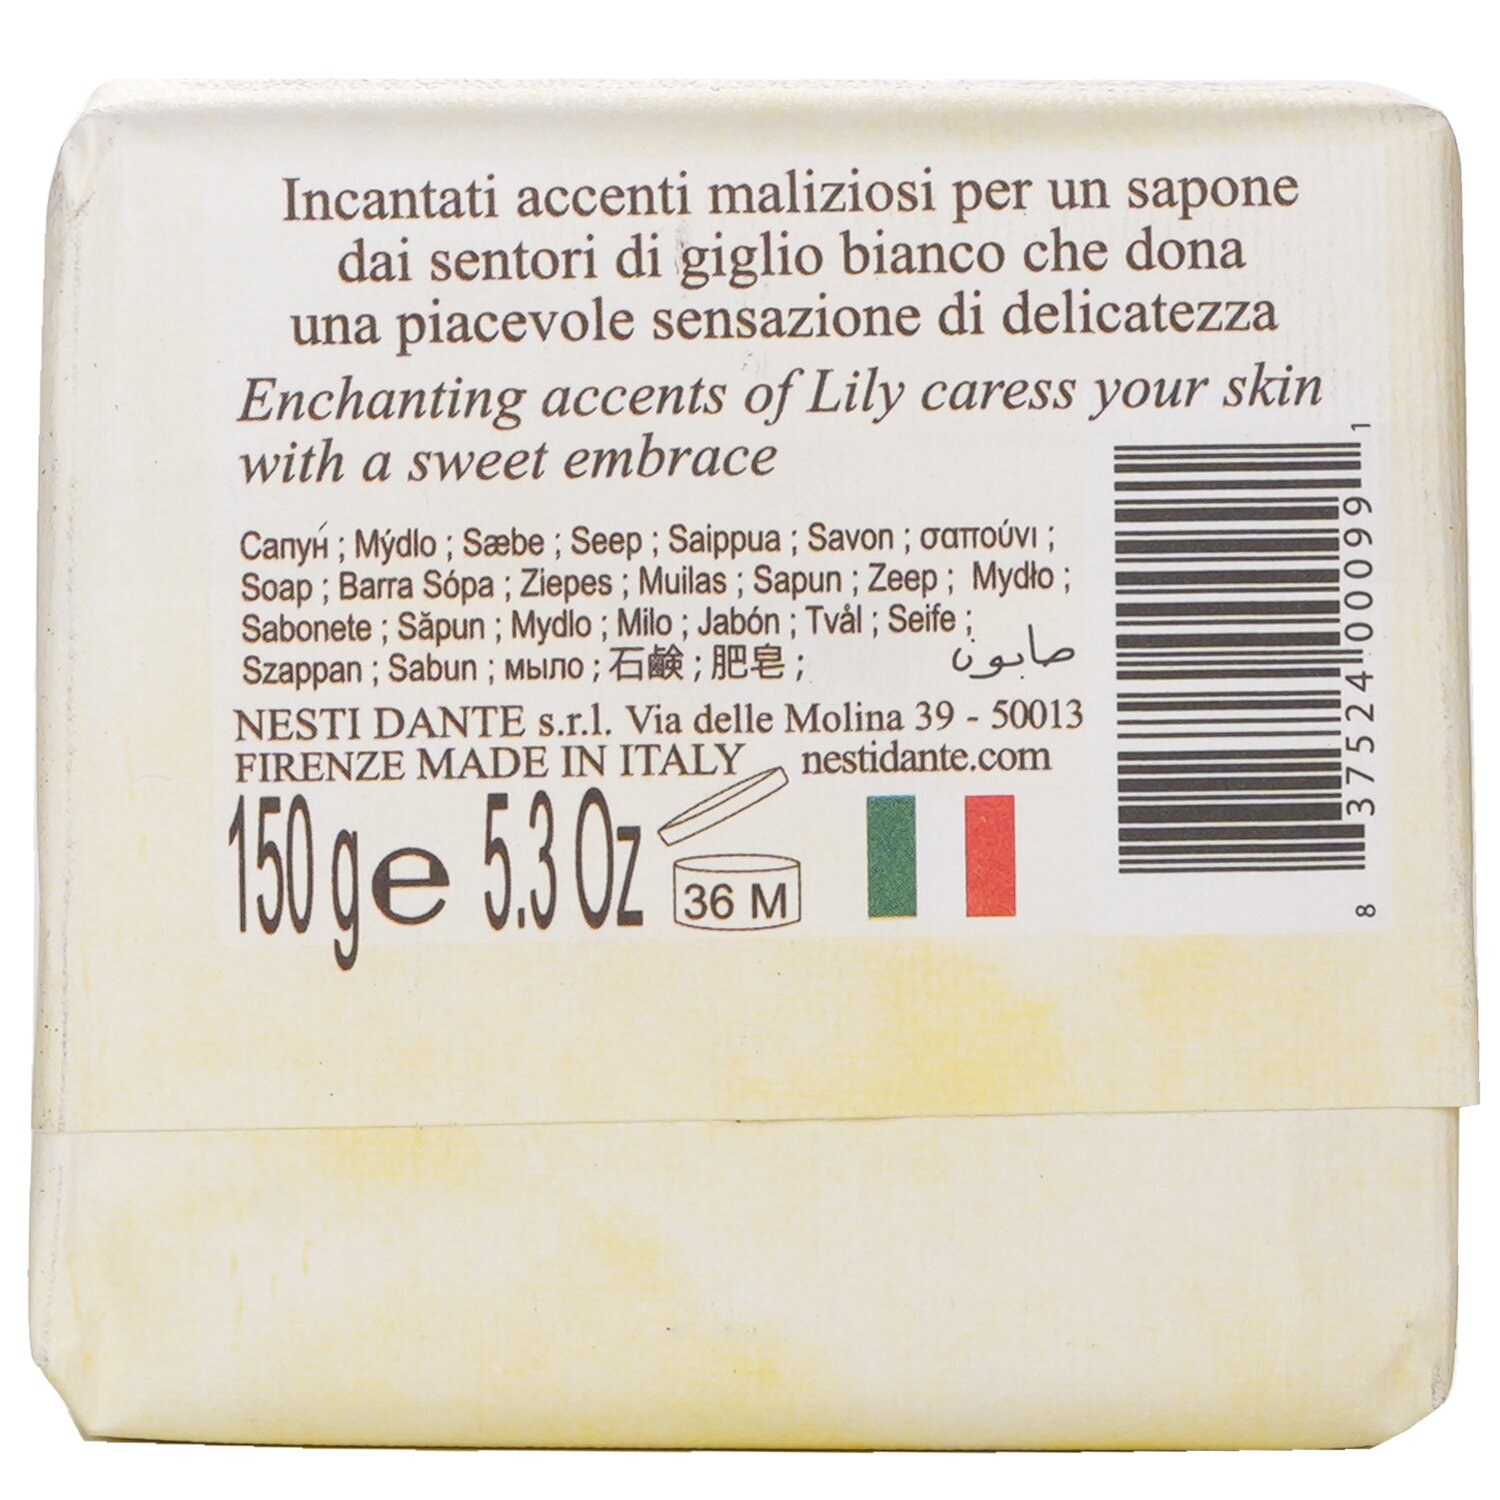 Incantati accenti maliziosi per un sapone
dai sentori di giglio bianco che dona
una piacevole sensazione di delicatezza
Enchanting accents of Lily caress your skin
with a sweet embrace
Сапун́ ; Mýdlo ; Sæbe ; Seep ; Saippua ; Savon ; σαπούνι ;
Soap ; Barra Sópa ; Ziepes ; Muilas ; Sapun ; Zeep ; Mydło ;
Sabonete ; Săpun ; Mydlo ; Milo ; Jabón ; Tvål ; Seife ;
Szappan ; Sabun ; мыло ; 石鹸 ; 肥皂 ; صابون
NESTI DANTE s.r.l. Via delle Molina 39 - 50013
FIRENZE MADE IN ITALY nestidante.com
150 g e 5.3 Oz
36 M
8 37524 00099 1